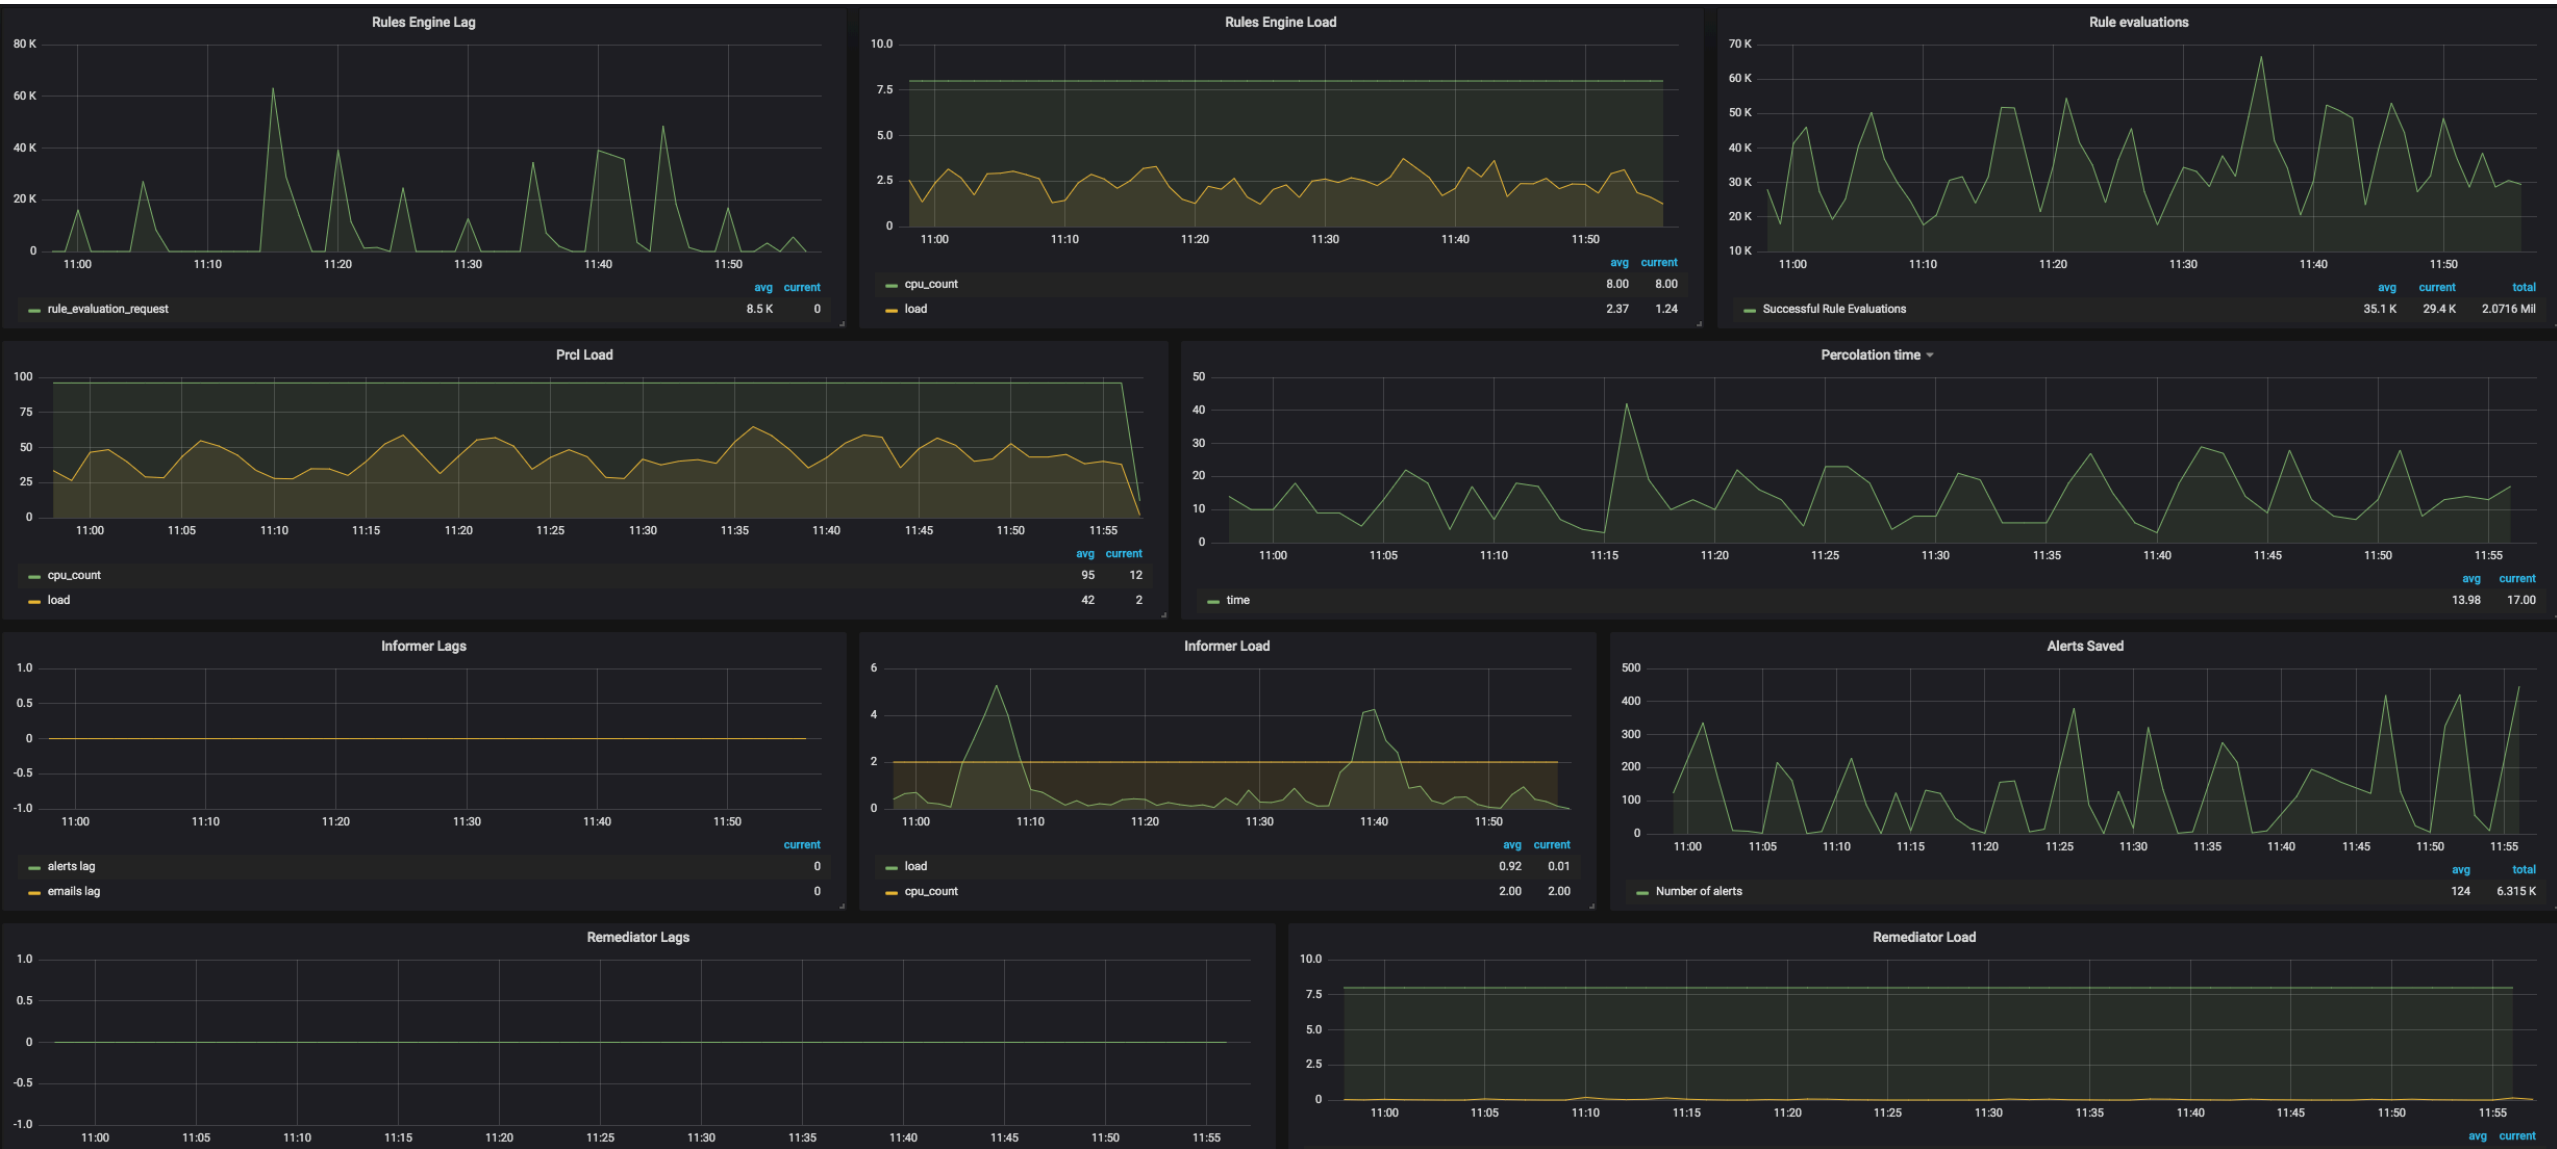 Rules Engine Lag
80 K
60 K
40 K
20 K
0
11:00 11:10 11:20 11:30 11:40 11:50
avg current
rule_evaluation_request 8.5 K 0
Rules Engine Load
10.0
7.5
5.0
2.5
0
11:00 11:10 11:20 11:30 11:40 11:50
avg current
cpu_count 8.00 8.00
load 2.37 1.24
Rule evaluations
70 K
60 K
50 K
40 K
30 K
20 K
10 K
11:00 11:10 11:20 11:30 11:40 11:50
avg current total
Successful Rule Evaluations 35.1 K 29.4 K 2.0716 Mil
Prcl Load
100
75
50
25
0
11:00 11:05 11:10 11:15 11:20 11:25 11:30 11:35 11:40 11:45 11:50 11:55
avg current
cpu_count 95 12
load 42 2
Percolation time
50
40
30
20
10
0
11:00 11:05 11:10 11:15 11:20 11:25 11:30 11:35 11:40 11:45 11:50 11:55
avg current
time 13.98 17.00
Informer Lags
1.0
0.5
0
-0.5
-1.0
11:00 11:10 11:20 11:30 11:40 11:50
current
alerts lag 0
emails lag 0
Informer Load
6
4
2
0
11:00 11:10 11:20 11:30 11:40 11:50
avg current
load 0.92 0.01
cpu_count 2.00 2.00
Alerts Saved
500
400
300
200
100
0
11:00 11:05 11:10 11:15 11:20 11:25 11:30 11:35 11:40 11:45 11:50 11:55
avg total
Number of alerts 124 6.315 K
Remediator Lags
1.0
0.5
0
-0.5
-1.0
11:00 11:05 11:10 11:15 11:20 11:25 11:30 11:35 11:40 11:45 11:50 11:55
Remediator Load
10.0
7.5
5.0
2.5
0
11:00 11:05 11:10 11:15 11:20 11:25 11:30 11:35 11:40 11:45 11:50 11:55
avg current